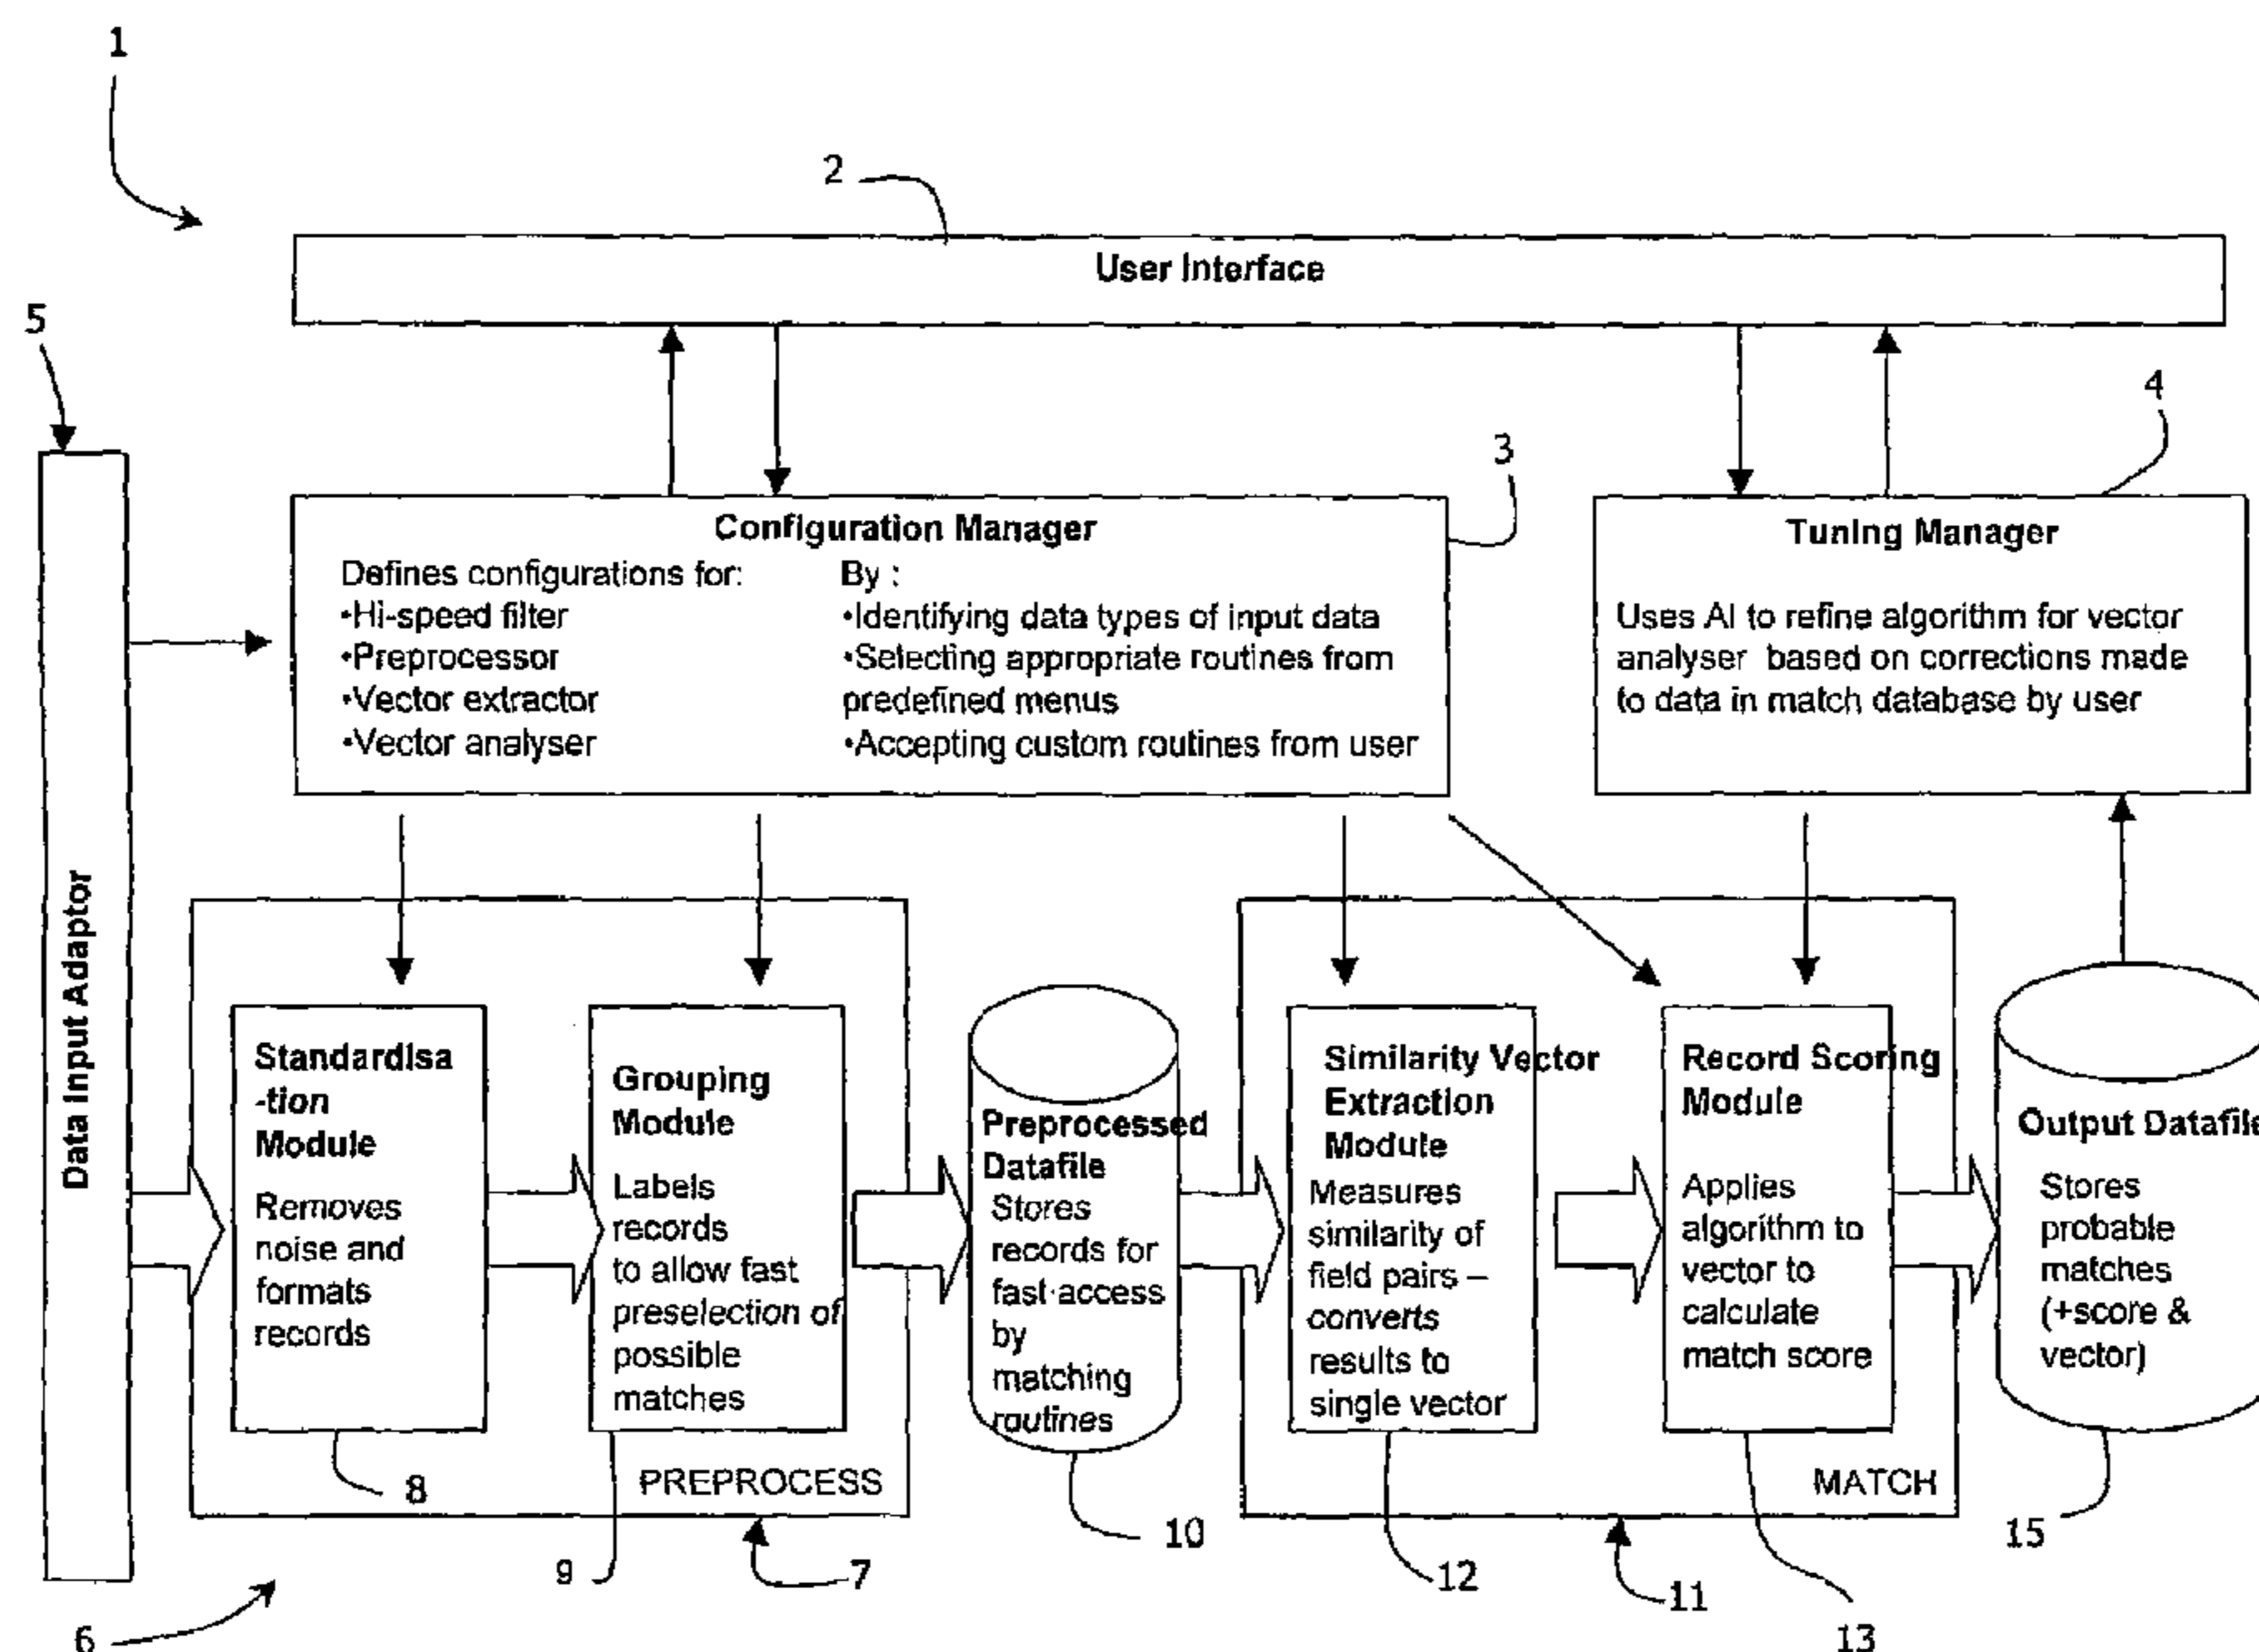 1
2
User Interface
5
4
3
Configuration Manager
Defines configurations for:
•Hi-speed filter
•Preprocessor
•Vector extractor
•Vector analyser
By :
•Identifying data types of input data
•Selecting appropriate routines from
predefined menus
•Accepting custom routines from user
Tuning Manager
Uses AI to refine algorithm for vector
analyser based on corrections made
to data in match database by user
Data Input Adaptor
Standardisa
-tion
Module
Removes
noise and
formats
records
Grouping
Module
Labels
records
to allow fast
preselection of
possible
matches
PREPROCESS
Preprocessed
Datafile
Stores
records for
fast access
by
matching
routines
Similarity Vector
Extraction
Module
Measures
similarity of
field pairs –
converts
results to
single vector
Record Scoring
Module
Applies
algorithm to
vector to
calculate
match score
MATCH
Output Datafile
Stores
probable
matches
(+score &
vector)
8
9
7
10
12
11
13
15
6